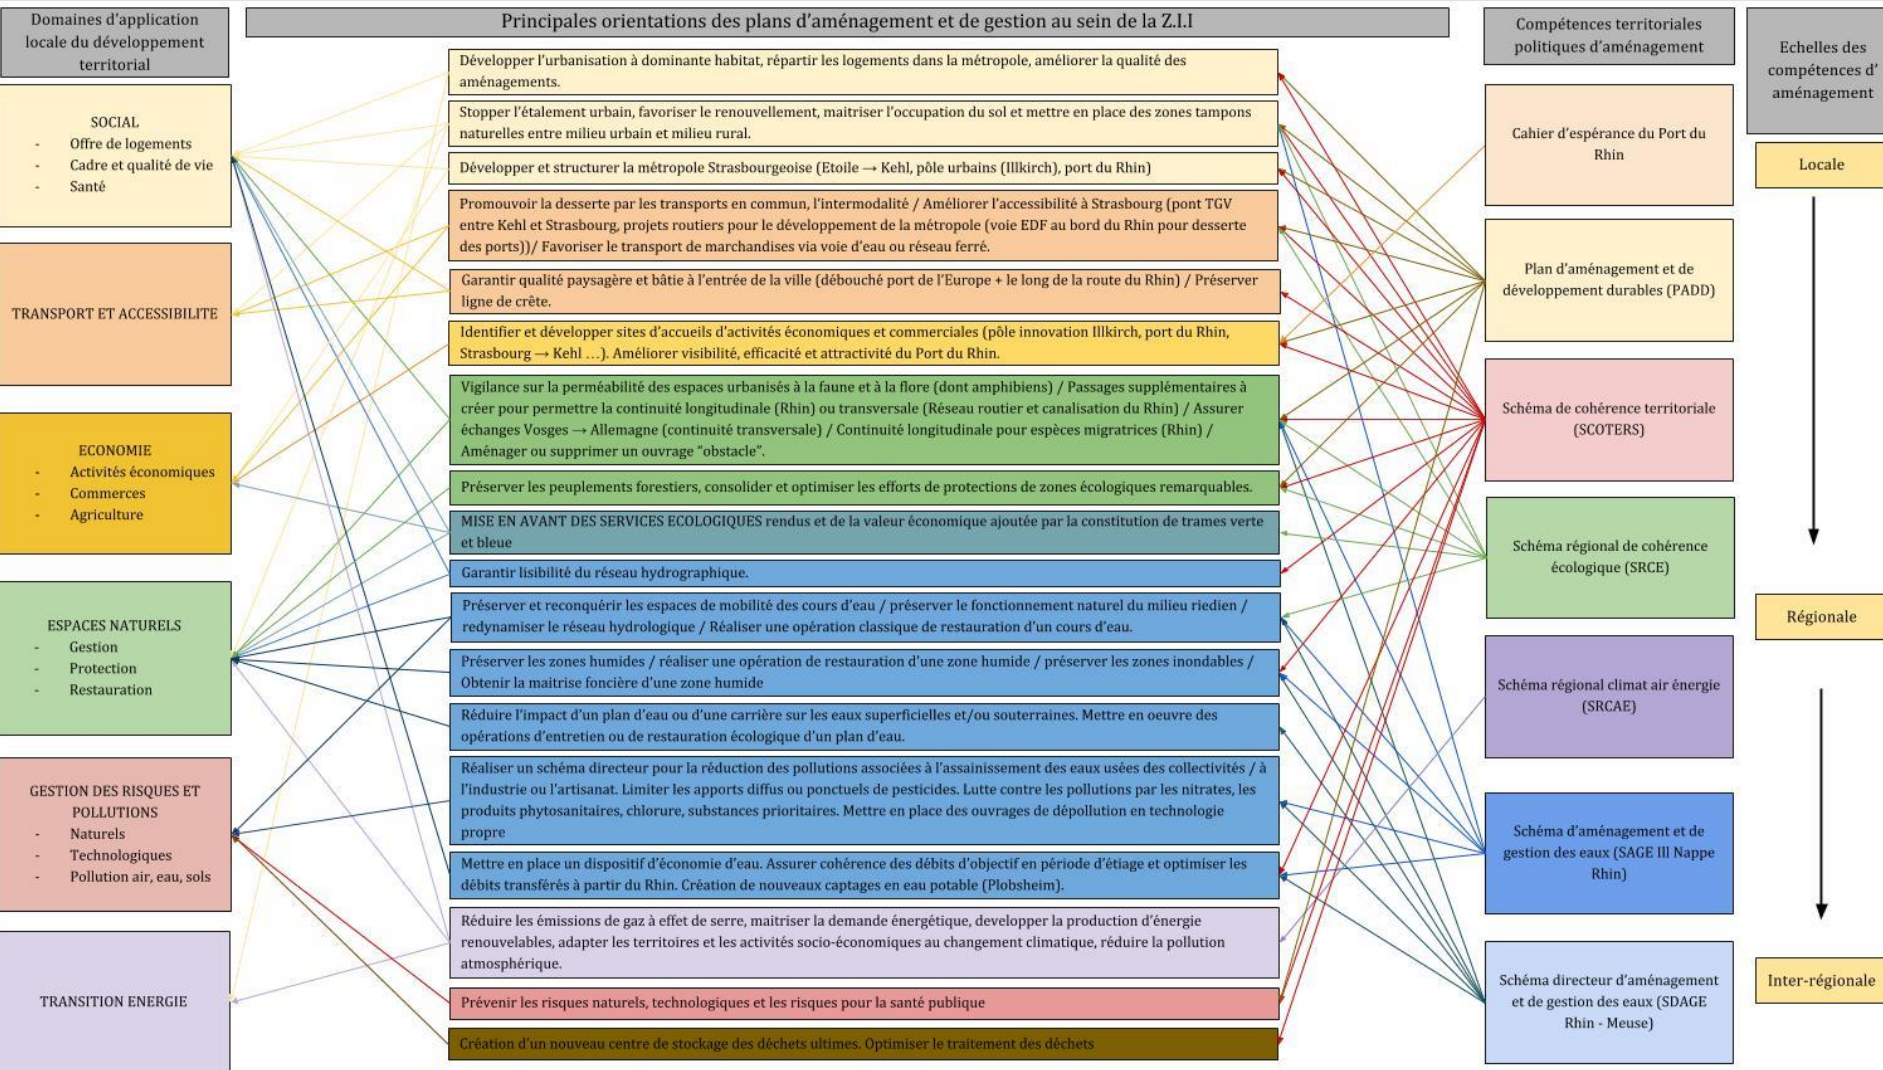 Domaines d'application
locale du développement
territorial
Principales orientations des plans d'aménagement et de gestion au sein de la Z.I.I
Compétences territoriales
politiques d'aménagement
Echelles des
compétences d'
aménagement
SOCIAL
- Offre de logements
- Cadre et qualité de vie
- Santé
TRANSPORT ET ACCESSIBILITE
ECONOMIE
- Activités économiques
- Commerces
- Agriculture
ESPACES NATURELS
- Gestion
- Protection
- Restauration
GESTION DES RISQUES ET
POLLUTIONS
- Naturels
- Technologiques
- Pollution air, eau, sols
TRANSITION ENERGIE
Développer l'urbanisation à dominante habitat, répartir les logements dans la métropole, améliorer la qualité des
aménagements.
Stopper l'étalement urbain, favoriser le renouvellement, maitriser l'occupation du sol et mettre en place des zones tampons
naturelles entre milieu urbain et milieu rural.
Développer et structurer la métropole Strasbourgeoise (Etoile → Kehl, pôle urbains (Illkirch), port du Rhin)
Promouvoir la desserte par les transports en commun, l'intermodalité / Améliorer l'accessibilité à Strasbourg (pont TGV
entre Kehl et Strasbourg, projets routiers pour le développement de la métropole (voie EDF au bord du Rhin pour desserte
des ports))/ Favoriser le transport de marchandises via voie d'eau ou réseau ferré.
Garantir qualité paysagère et bâtie à l'entrée de la ville (débouché port de l'Europe + le long de la route du Rhin) / Préserver
ligne de crête.
Identifier et développer sites d'accueils d'activités économiques et commerciales (pôle innovation Illkirch, port du Rhin,
Strasbourg → Kehl …). Améliorer visibilité, efficacité et attractivité du Port du Rhin.
Vigilance sur la perméabilité des espaces urbanisés à la faune et à la flore (dont amphibiens) / Passages supplémentaires à
créer pour permettre la continuité longitudinale (Rhin) ou transversale (Réseau routier et canalisation du Rhin) / Assurer
échanges Vosges → Allemagne (continuité transversale) / Continuité longitudinale pour espèces migratrices (Rhin) /
Aménager ou supprimer un ouvrage "obstacle".
Préserver les peuplements forestiers, consolider et optimiser les efforts de protections de zones écologiques remarquables.
MISE EN AVANT DES SERVICES ECOLOGIQUES rendus et de la valeur économique ajoutée par la constitution de trames verte
et bleue
Garantir lisibilité du réseau hydrographique.
Préserver et reconquérir les espaces de mobilité des cours d'eau / préserver le fonctionnement naturel du milieu riedien /
redynamiser le réseau hydrologique / Réaliser une opération classique de restauration d'un cours d'eau.
Préserver les zones humides / réaliser une opération de restauration d'une zone humide / préserver les zones inondables /
Obtenir la maitrise foncière d'une zone humide
Réduire l'impact d'un plan d'eau ou d'une carrière sur les eaux superficielles et/ou souterraines. Mettre en oeuvre des
opérations d'entretien ou de restauration écologique d'un plan d'eau.
Réaliser un schéma directeur pour la réduction des pollutions associées à l'assainissement des eaux usées des collectivités / à
l'industrie ou l'artisanat. Limiter les apports diffus ou ponctuels de pesticides. Lutte contre les pollutions par les nitrates, les
produits phytosanitaires, chlorure, substances prioritaires. Mettre en place des ouvrages de dépollution en technologie
propre
Mettre en place un dispositif d'économie d'eau. Assurer cohérence des débits d'objectif en période d'étiage et optimiser les
débits transférés à partir du Rhin. Création de nouveaux captages en eau potable (Plobsheim).
Réduire les émissions de gaz à effet de serre, maitriser la demande énergétique, developper la production d'énergie
renouvelables, adapter les territoires et les activités socio-économiques au changement climatique, réduire la pollution
atmosphérique.
Prévenir les risques naturels, technologiques et les risques pour la santé publique
Création d'un nouveau centre de stockage des déchets ultimes. Optimiser le traitement des déchets
Cahier d'espérance du Port du
Rhin
Plan d'aménagement et de
développement durables (PADD)
Schéma de cohérence territoriale
(SCOTERS)
Schéma régional de cohérence
écologique (SRCE)
Schéma régional climat air énergie
(SRCAE)
Schéma d'aménagement et de
gestion des eaux (SAGE III Nappe
Rhin)
Schéma directeur d'aménagement
et de gestion des eaux (SDAGE
Rhin - Meuse)
Locale
Régionale
Inter-régionale